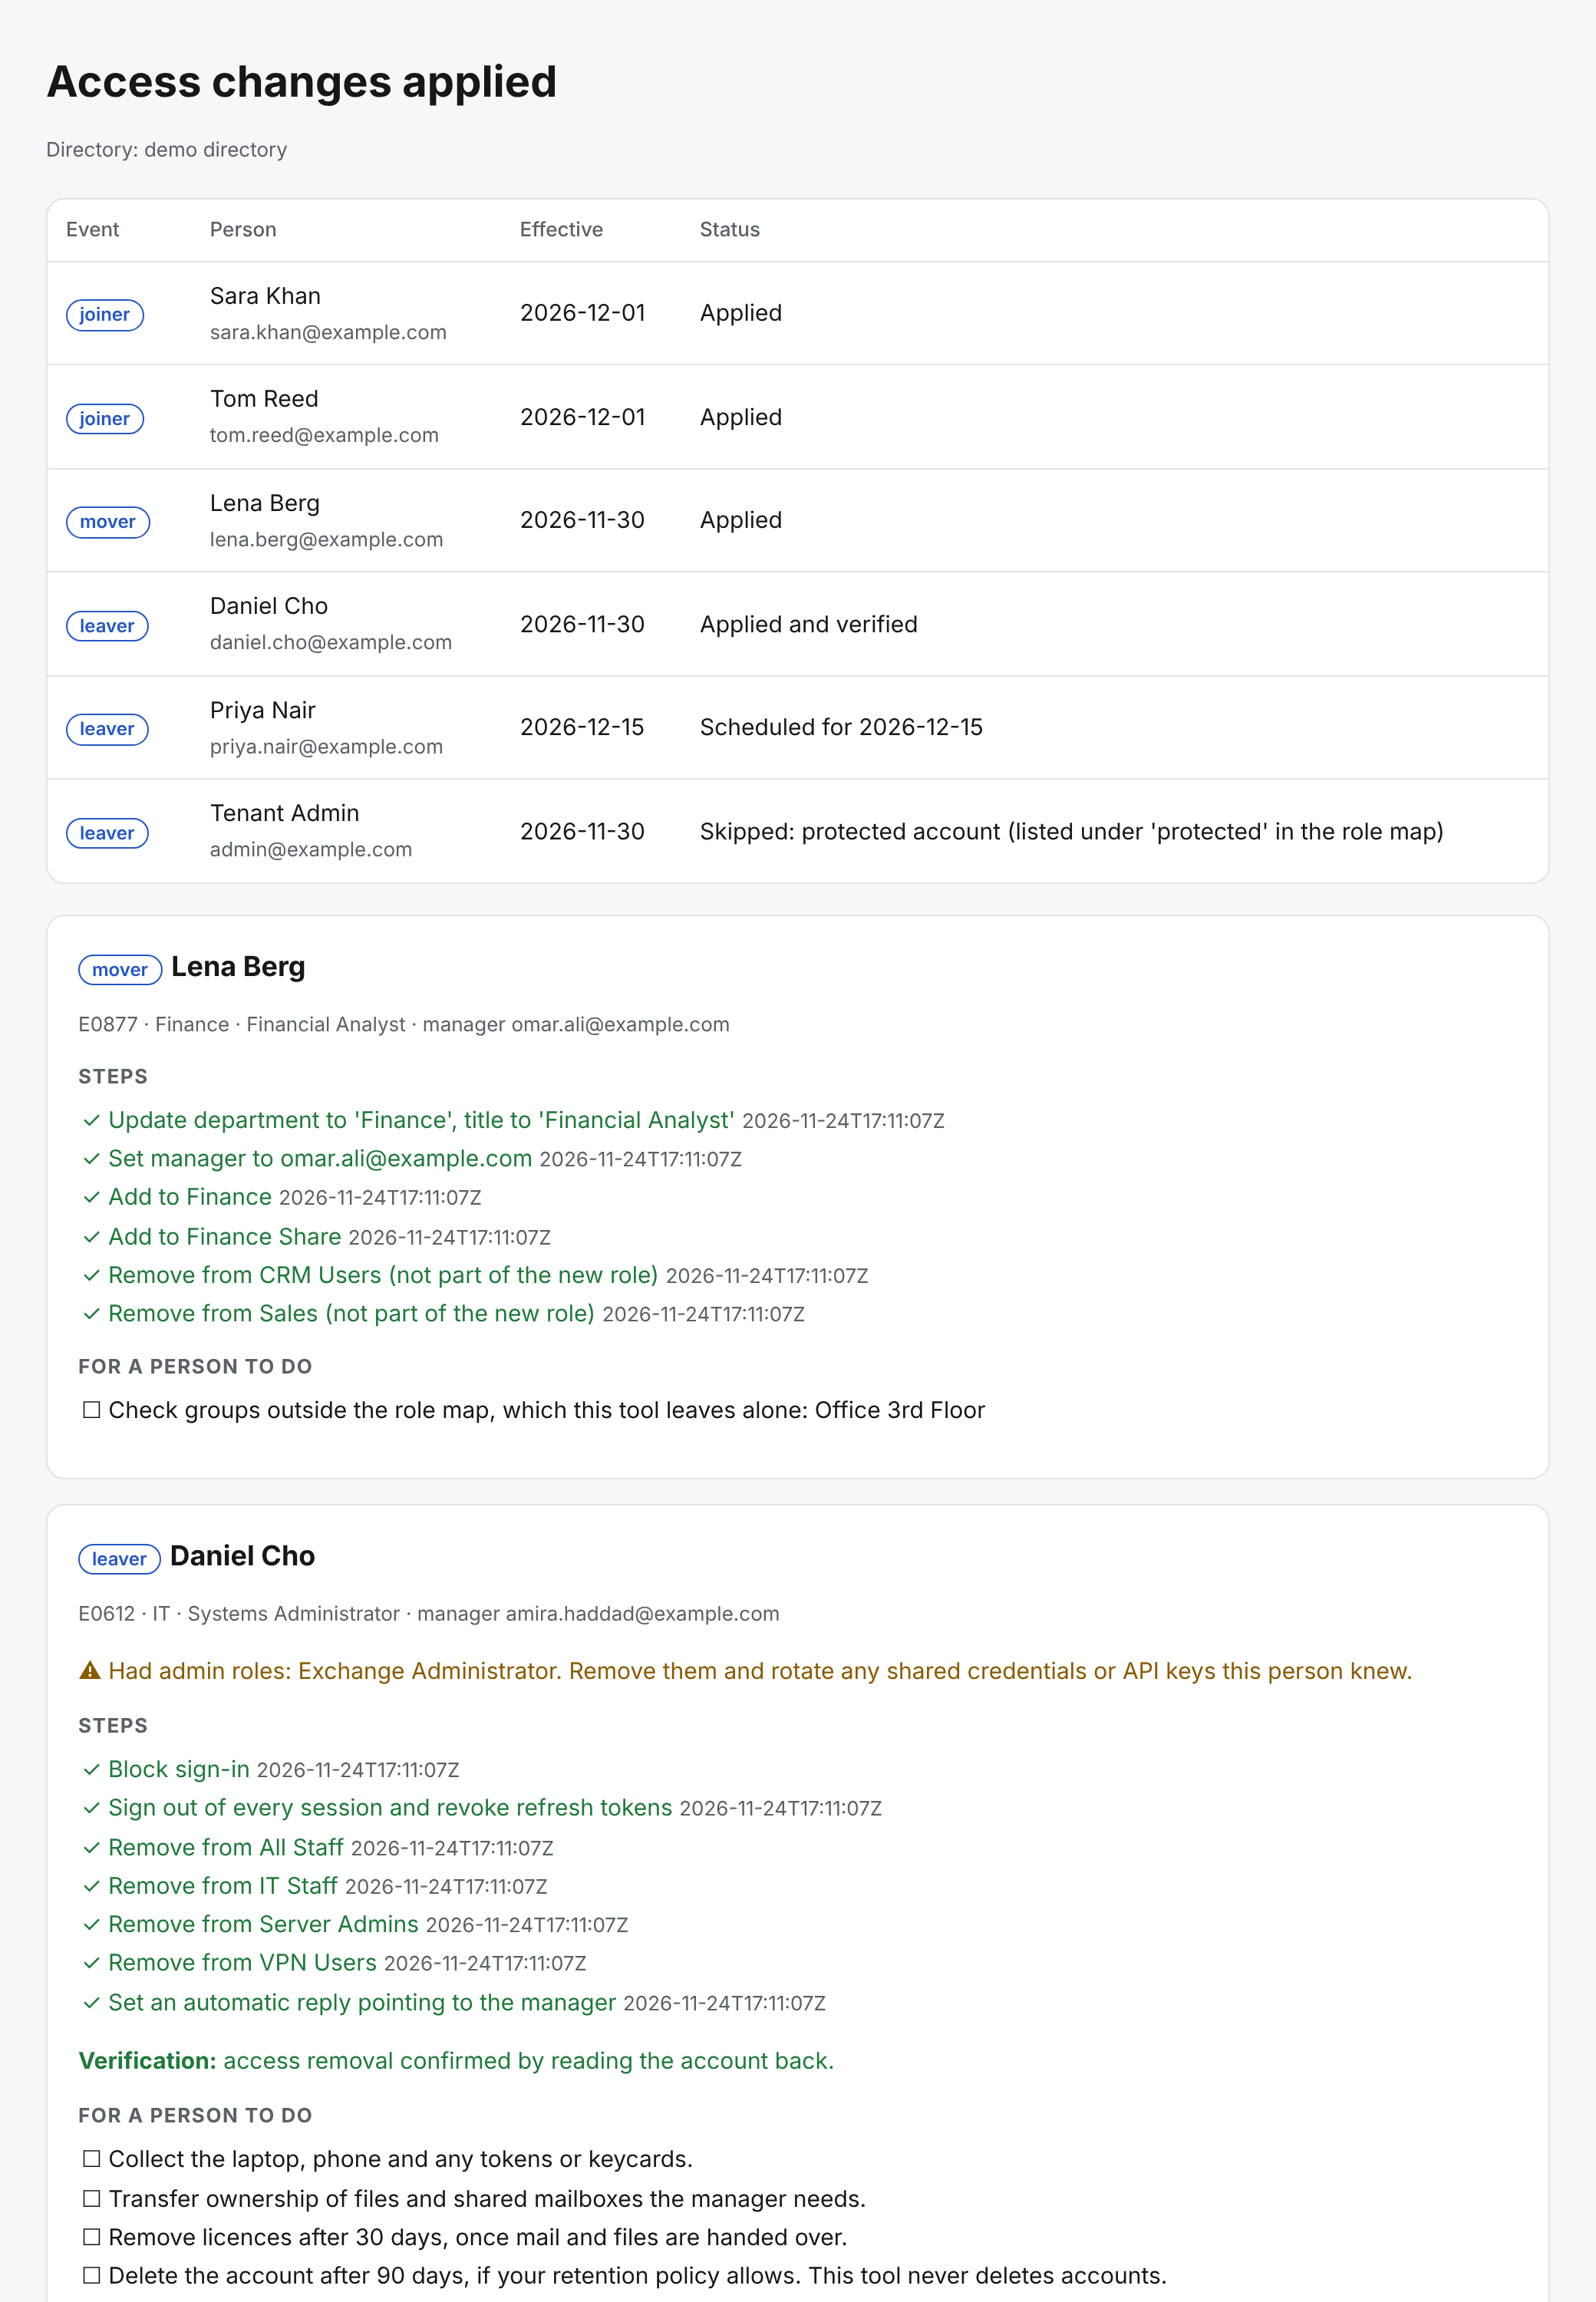 Access changes applied
Directory: demo directory
Event Person Effective Status
joiner Sara Khan 2026-12-01 Applied
sara.khan@example.com
joiner Tom Reed 2026-12-01 Applied
tom.reed@example.com
mover Lena Berg 2026-11-30 Applied
lena.berg@example.com
leaver Daniel Cho 2026-11-30 Applied and verified
daniel.cho@example.com
leaver Priya Nair 2026-12-15 Scheduled for 2026-12-15
priya.nair@example.com
leaver Tenant Admin 2026-11-30 Skipped: protected account (listed under 'protected' in the role map)
admin@example.com
mover Lena Berg
E0877 · Finance · Financial Analyst · manager omar.ali@example.com
STEPS
✓ Update department to 'Finance', title to 'Financial Analyst' 2026-11-24T17:11:07Z
✓ Set manager to omar.ali@example.com 2026-11-24T17:11:07Z
✓ Add to Finance 2026-11-24T17:11:07Z
✓ Add to Finance Share 2026-11-24T17:11:07Z
✓ Remove from CRM Users (not part of the new role) 2026-11-24T17:11:07Z
✓ Remove from Sales (not part of the new role) 2026-11-24T17:11:07Z
FOR A PERSON TO DO
☐ Check groups outside the role map, which this tool leaves alone: Office 3rd Floor
leaver Daniel Cho
E0612 · IT · Systems Administrator · manager amira.haddad@example.com
⚠ Had admin roles: Exchange Administrator. Remove them and rotate any shared credentials or API keys this person knew.
STEPS
✓ Block sign-in 2026-11-24T17:11:07Z
✓ Sign out of every session and revoke refresh tokens 2026-11-24T17:11:07Z
✓ Remove from All Staff 2026-11-24T17:11:07Z
✓ Remove from IT Staff 2026-11-24T17:11:07Z
✓ Remove from Server Admins 2026-11-24T17:11:07Z
✓ Remove from VPN Users 2026-11-24T17:11:07Z
✓ Set an automatic reply pointing to the manager 2026-11-24T17:11:07Z
Verification: access removal confirmed by reading the account back.
FOR A PERSON TO DO
☐ Collect the laptop, phone and any tokens or keycards.
☐ Transfer ownership of files and shared mailboxes the manager needs.
☐ Remove licences after 30 days, once mail and files are handed over.
☐ Delete the account after 90 days, if your retention policy allows. This tool never deletes accounts.